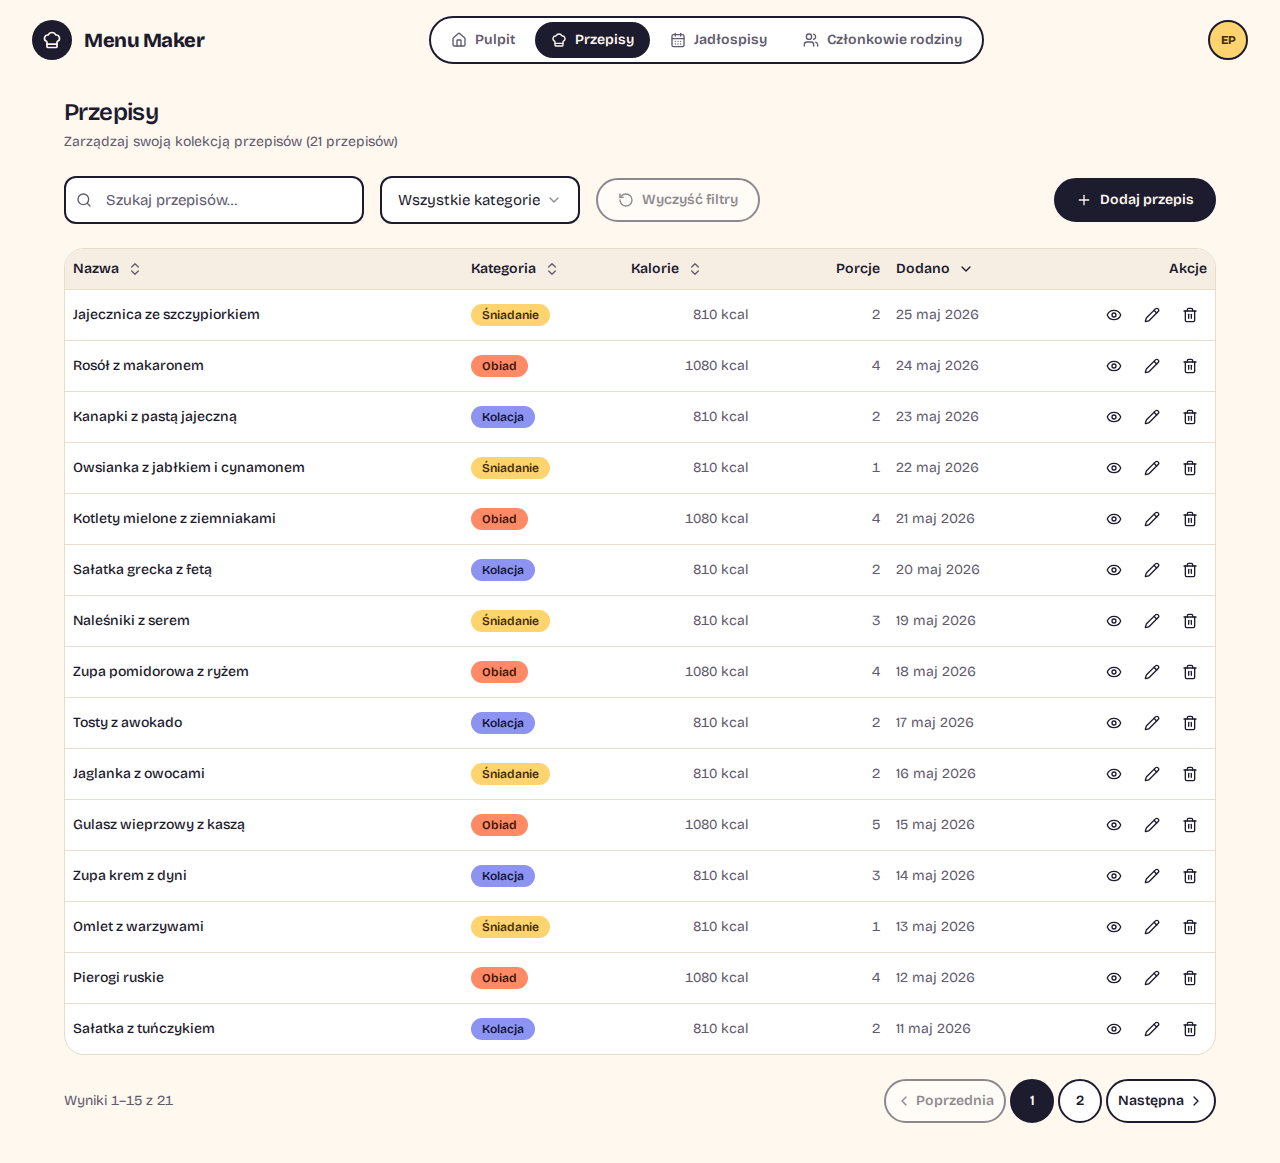 Menu Maker
Pulpit
Przepisy
Jadłospisy
Członkowie rodziny
EP
Przepisy
Zarządzaj swoją kolekcją przepisów (21 przepisów)
Szukaj przepisów...
Wszystkie kategorie
Wyczyść filtry
Dodaj przepis
Nazwa Kategoria Kalorie Porcje Dodano Akcje
Jajecznica ze szczypiorkiem Śniadanie 810 kcal 2 25 maj 2026
Rosół z makaronem Obiad 1080 kcal 4 24 maj 2026
Kanapki z pastą jajeczną Kolacja 810 kcal 2 23 maj 2026
Owsianka z jabłkiem i cynamonem Śniadanie 810 kcal 1 22 maj 2026
Kotlety mielone z ziemniakami Obiad 1080 kcal 4 21 maj 2026
Sałatka grecka z fetą Kolacja 810 kcal 2 20 maj 2026
Naleśniki z serem Śniadanie 810 kcal 3 19 maj 2026
Zupa pomidorowa z ryżem Obiad 1080 kcal 4 18 maj 2026
Tosty z awokado Kolacja 810 kcal 2 17 maj 2026
Jaglanka z owocami Śniadanie 810 kcal 2 16 maj 2026
Gulasz wieprzowy z kaszą Obiad 1080 kcal 5 15 maj 2026
Zupa krem z dyni Kolacja 810 kcal 3 14 maj 2026
Omlet z warzywami Śniadanie 810 kcal 1 13 maj 2026
Pierogi ruskie Obiad 1080 kcal 4 12 maj 2026
Sałatka z tuńczykiem Kolacja 810 kcal 2 11 maj 2026
Wyniki 1–15 z 21
Poprzednia 1 2 Następna